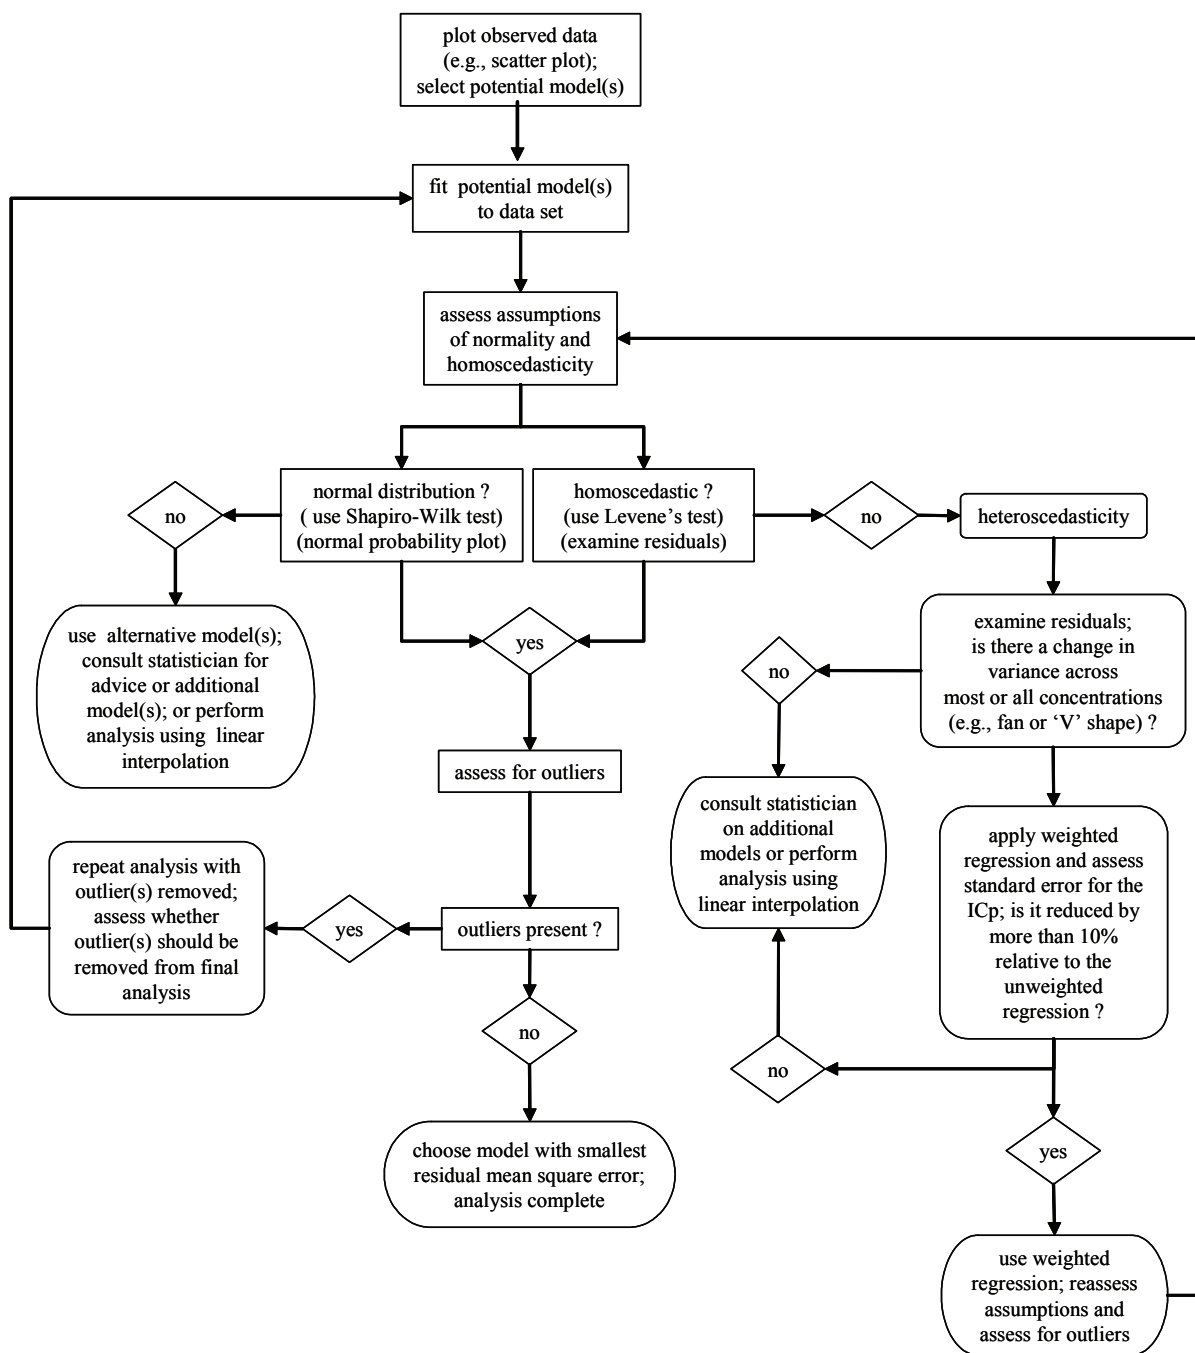 plot observed data
(e.g., scatter plot);
select potential model(s)
fit potential model(s)
to data set
assess assumptions
of normality and
homoscedasticity
no
normal distribution ?
( use Shapiro-Wilk test)
(normal probability plot)
homoscedastic ?
(use Levene's test)
(examine residuals)
no
heteroscedasticity
use alternative model(s);
consult statistician for
advice or additional
model(s); or perform
analysis using linear
interpolation
yes
no
examine residuals;
is there a change in
variance across
most or all concentrations
(e.g., fan or 'V' shape) ?
assess for outliers
consult statistician
on additional
models or perform
analysis using
linear interpolation
apply weighted
regression and assess
standard error for the
ICp; is it reduced by
more than 10%
relative to the
unweighted
regression ?
repeat analysis with
outlier(s) removed;
assess whether
outlier(s) should be
removed from final
analysis
yes
outliers present ?
no
no
yes
choose model with smallest
residual mean square error;
analysis complete
use weighted
regression; reassess
assumptions and
assess for outliers